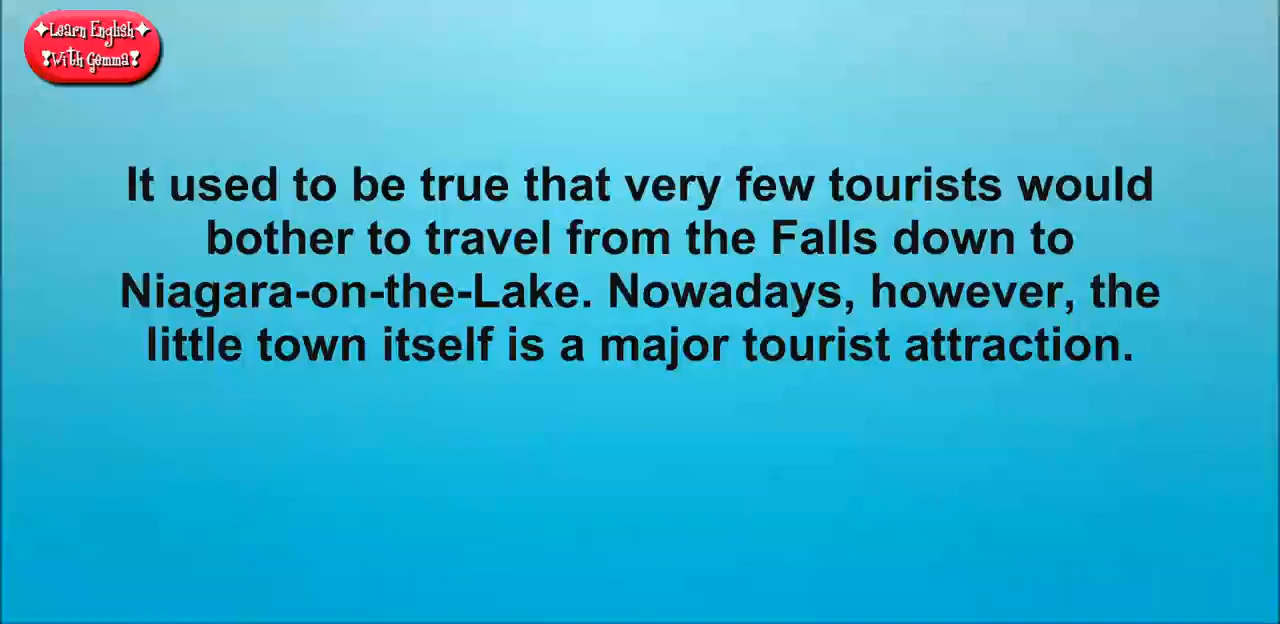 ✦Learn English✦
❣With Gemma❣
It used to be true that very few tourists would
bother to travel from the Falls down to
Niagara-on-the-Lake. Nowadays, however, the
little town itself is a major tourist attraction.